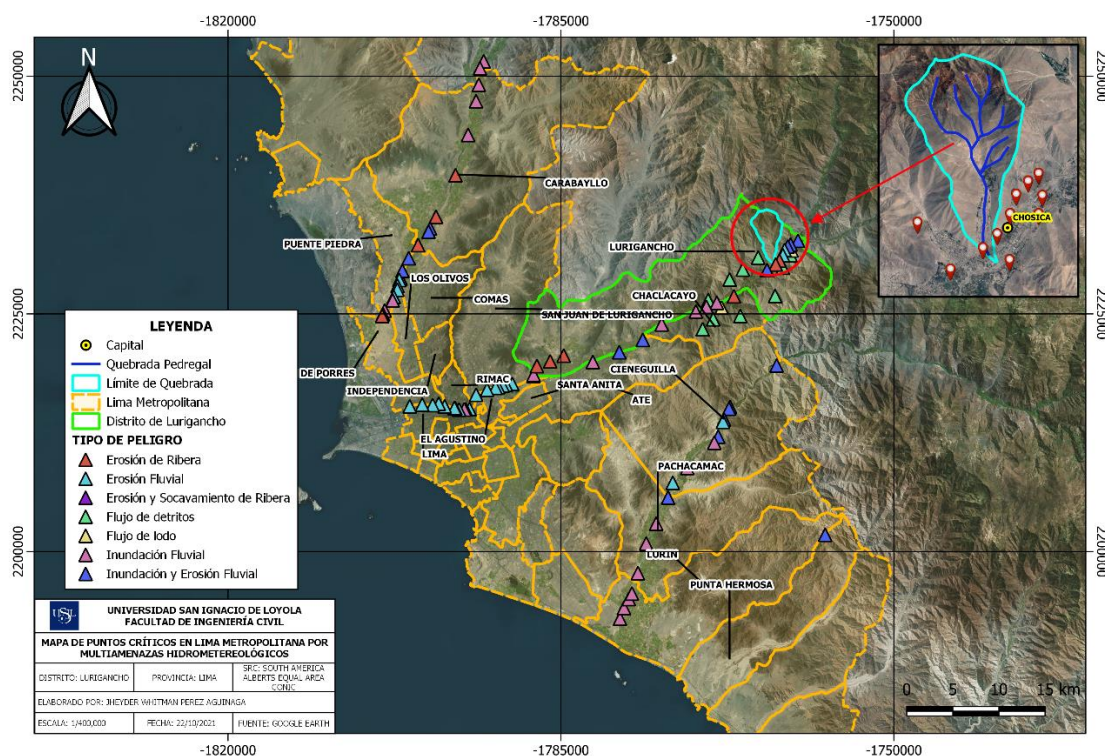 -1820000
-1785000
-1750000
2250000
2250000
N
CHOSICA
CARABAYLLO
PUENTE PIEDRA
LURIGANCHO
LOS OLIVOS
COMAS
CHACLACAYO
SAN JUAN DE LURIGANCHO
2225000
2225000
LEYENDA
Capital
Quebrada Pedregal
Límite de Quebrada
Lima Metropolitana
Distrito de Lurigancho
TIPO DE PELIGRO
Erosión de Ribera
Erosión Fluvial
Erosión y Socavamiento de Ribera
Flujo de detritos
Flujo de lodo
Inundación Fluvial
Inundación y Erosión Fluvial
DE PORRES
INDEPENDENCIA
RIMAC
CIENEGUILLA
SANTA ANITA
ATE
EL AGUSTINO
LIMA
PACHACAMAC
2200000
2200000
LURIN
PUNTA HERMOSA
USIL
UNIVERSIDAD SAN IGNACIO DE LOYOLA
FACULTAD DE INGENIERÍA CIVIL
MAPA DE PUNTOS CRÍTICOS EN LIMA METROPOLITANA POR
MULTIAMENAZAS HIDROMETEREOLÓGICOS
DISTRITO: LURIGANCHO
PROVINCIA: LIMA
SRC: SOUTH AMERICA
ALBERTS EQUAL AREA
CONIC
ELABORADO POR: JHEYDER WHITMAN PEREZ AGUINAGA
ESCALA: 1/400,000
FECHA: 22/10/2021
FUENTE: GOOGLE EARTH
0 5 10 15 km
-1820000
-1785000
-1750000